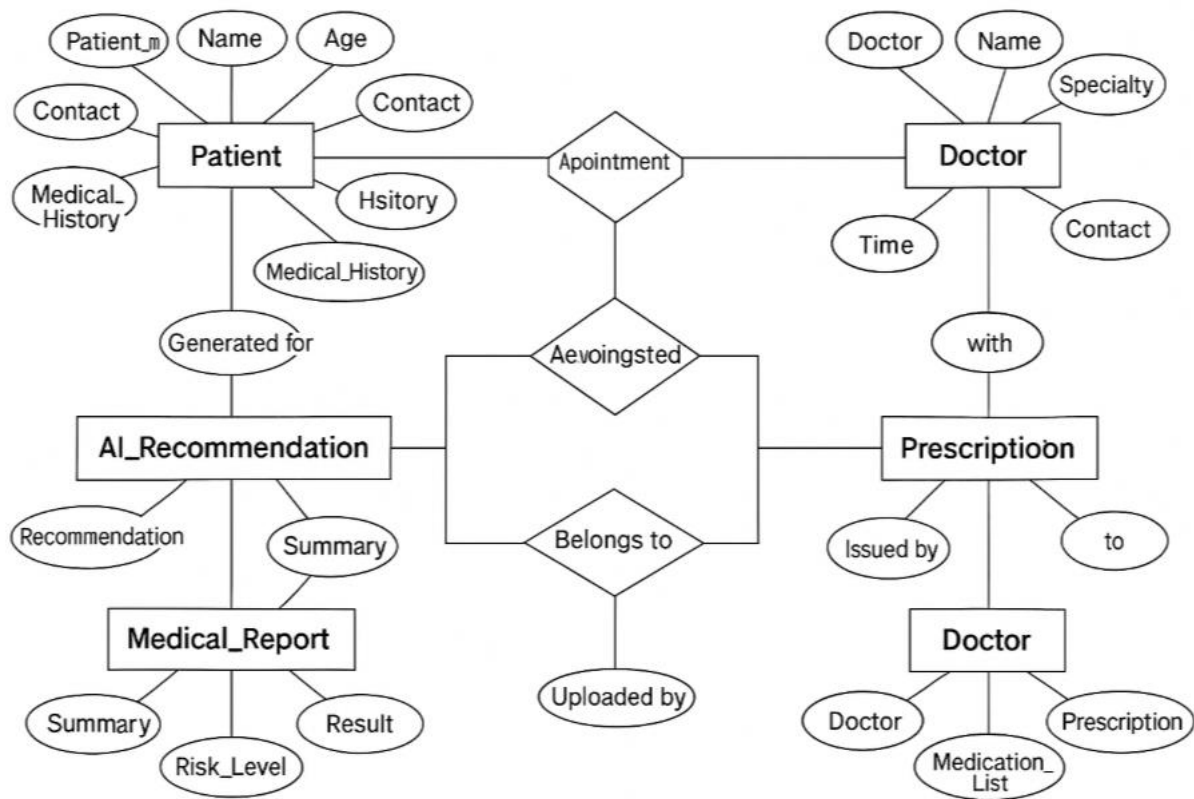 Patient_m
Name
Age
Doctor
Name
Specialty
Contact
Contact
Patient
Apointment
Doctor
Medical_
History
Hsitory
Medical_History
Time
Contact
Generated for
Aevoingsted
with
AI_Recommendation
Prescriptioon
Recommendation
Summary
Belongs to
Issued by
to
Medical_Report
Doctor
Summary
Result
Risk_Level
Uploaded by
Doctor
Prescription
Medication_
List